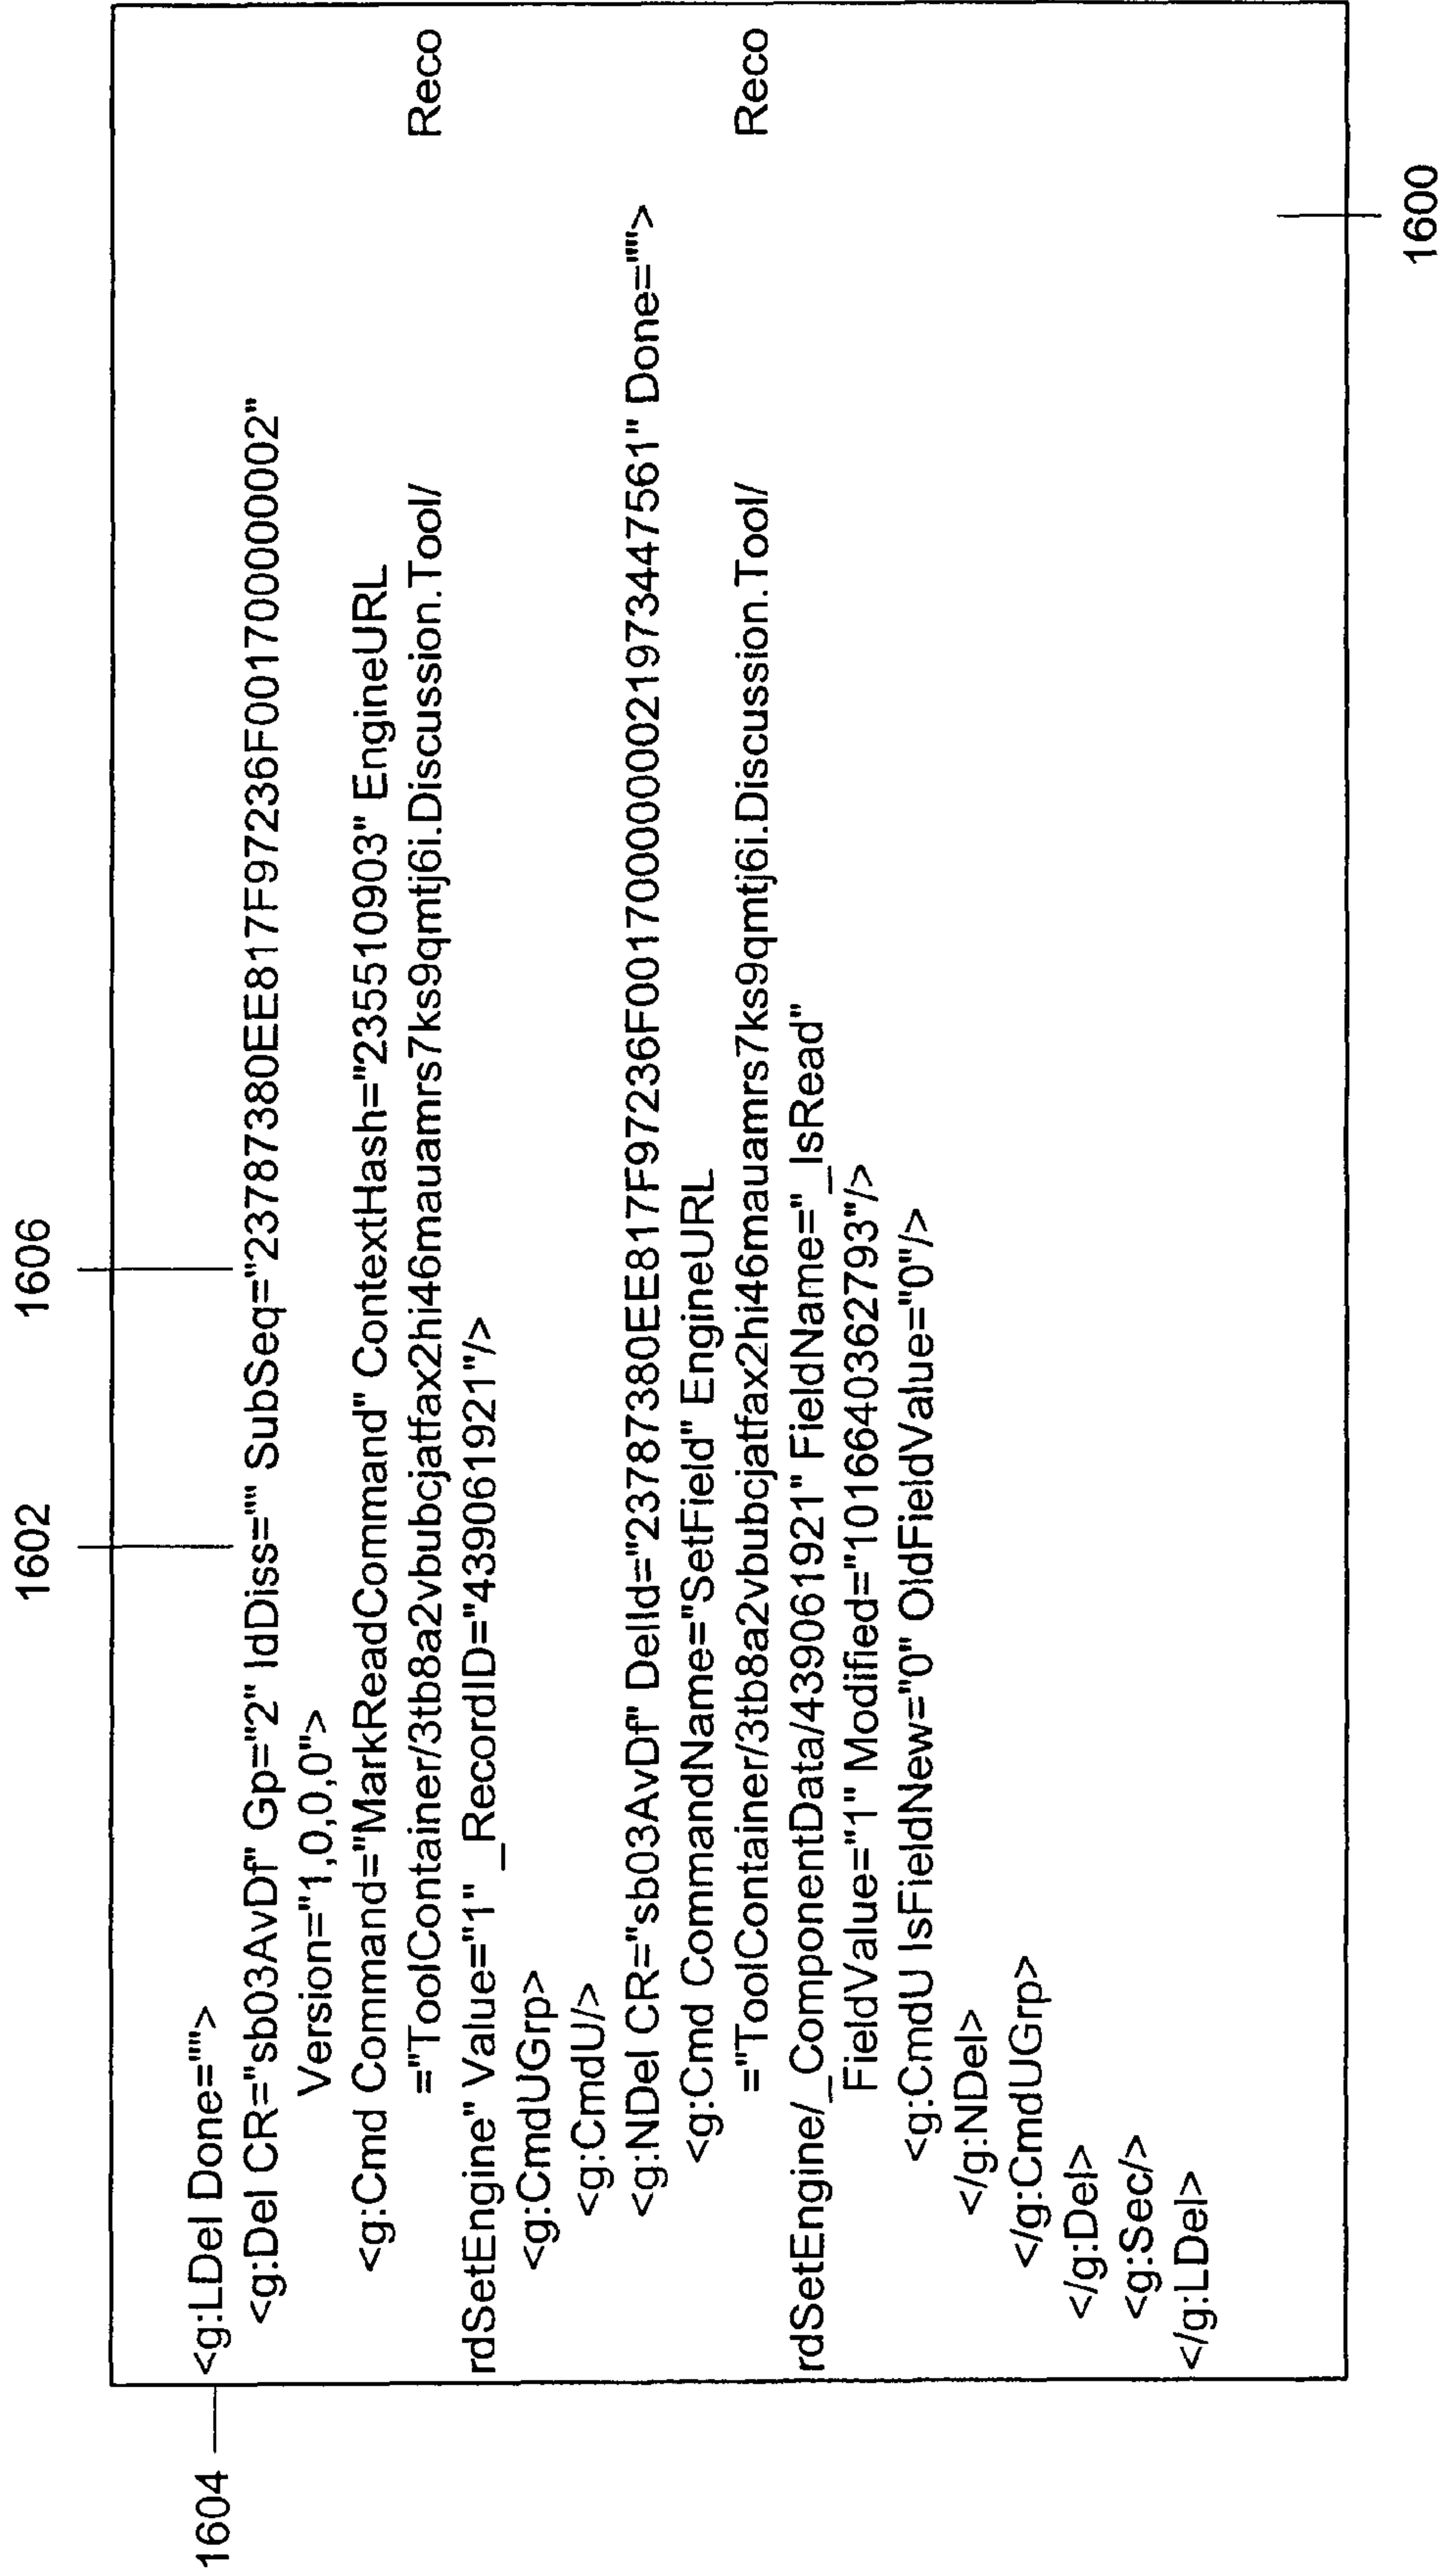 1602 1606
1604
<g:LDel Done="">
<g:Del CR="sb03AvDf" Gp="2" IdDiss="" SubSeq="23787380EE817F97236F001700000002"
Version="1,0,0,0">
<g:Cmd Command="MarkReadCommand" ContextHash="235510903" EngineURL
="ToolContainer/3tb8a2vbubcjatfax2hi46mauamrs7ks9qmtj6i.Discussion.Tool/ Reco
rdSetEngine" Value="1" _RecordID="439061921"/>
<g:CmdUGrp>
<g:CmdU/>
<g:NDel CR="sb03AvDf" DelId="23787380EE817F97236F00170000000219734447561" Done="">
<g:Cmd CommandName="SetField" EngineURL
="ToolContainer/3tb8a2vbubcjatfax2hi46mauamrs7ks9qmtj6i.Discussion.Tool/ Reco
rdSetEngine/_ComponentData/439061921" FieldName="_IsRead"
FieldValue="1" Modified="1016640362793"/>
<g:CmdU IsFieldNew="0" OldFieldValue="0"/>
</g:NDel>
</g:CmdUGrp>
</g:Del>
<g:Sec/>
</g:LDel>
1600